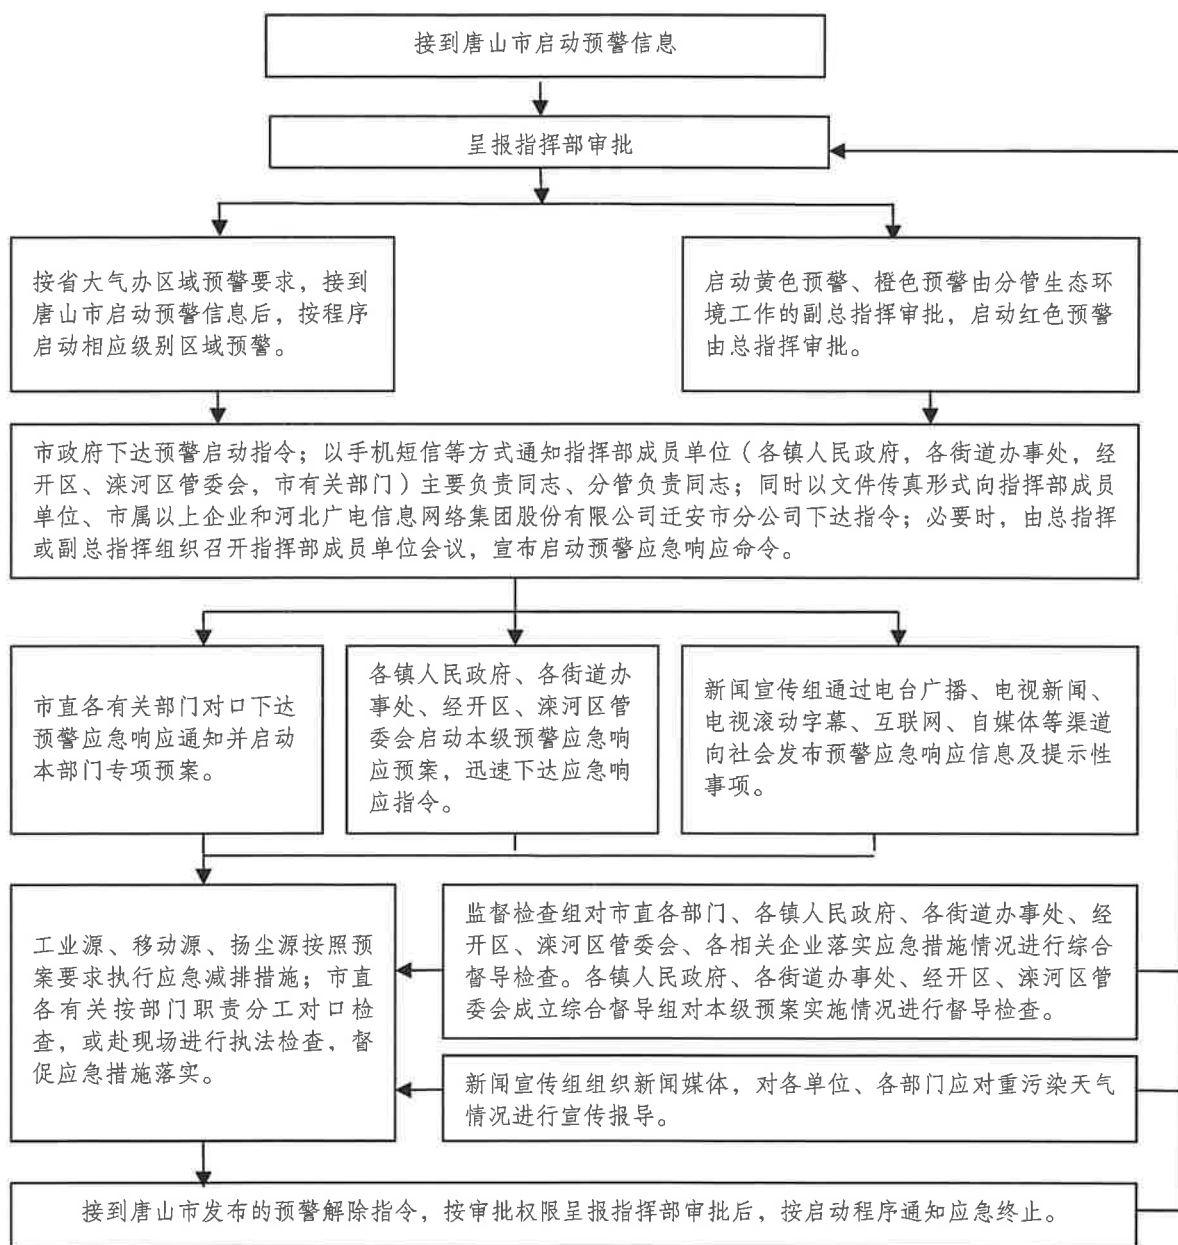 接到唐山市启动预警信息
呈报指挥部审批
按省大气办区域预警要求，接到
唐山市启动预警信息后，按程序
启动相应级别区域预警。
启动黄色预警、橙色预警由分管生态环
境工作的副总指挥审批，启动红色预警
由总指挥审批。
市政府下达预警启动指令；以手机短信等方式通知指挥部成员单位（各镇人民政府，各街道办事处，经
开区、滦河区管委会，市有关部门）主要负责同志、分管负责同志；同时以文件传真形式向指挥部成员
单位、市属以上企业和河北广电信息网络集团股份有限公司迁安市分公司下达指令；必要时，由总指挥
或副总指挥组织召开指挥部成员单位会议，宣布启动预警应急响应命令。
市直各有关部门对口下达
预警应急响应通知并启动
本部门专项预案。
各镇人民政府、各街道办
事处、经开区、滦河区管
委会启动本级预警应急响
应预案，迅速下达应急响
应指令。
新闻宣传组通过电台广播、电视新闻、
电视滚动字幕、互联网、自媒体等渠道
向社会发布预警应急响应信息及提示性
事项。
工业源、移动源、扬尘源按照预
案要求执行应急减排措施；市直
各有关按部门职责分工对口检
查，或赴现场进行执法检查，督
促应急措施落实。
监督检查组对市直各部门、各镇人民政府、各街道办事处、经
开区、滦河区管委会、各相关企业落实应急措施情况进行综合
督导检查。各镇人民政府、各街道办事处、经开区、滦河区管
委会成立综合督导组对本级预案实施情况进行督导检查。
新闻宣传组组织新闻媒体，对各单位、各部门应对重污染天气
情况进行宣传报导。
接到唐山市发布的预警解除指令，按审批权限呈报指挥部审批后，按启动程序通知应急终止。